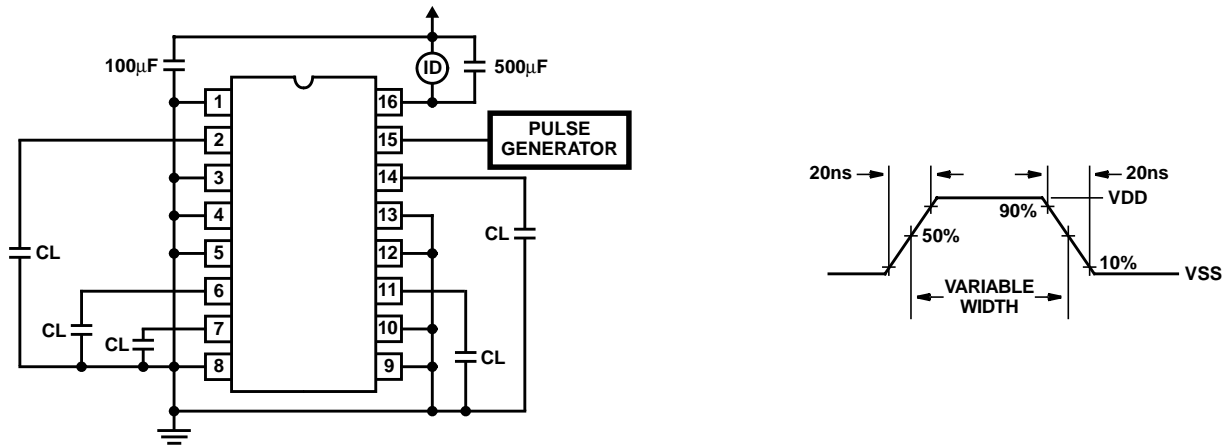 100µF
ID
500µF
1
16
2
15
PULSE
GENERATOR
3
14
4
13
5
12
6
11
7
10
8
9
CL
CL
CL
CL
CL
20ns
20ns
90%
VDD
50%
10%
VSS
VARIABLE
WIDTH